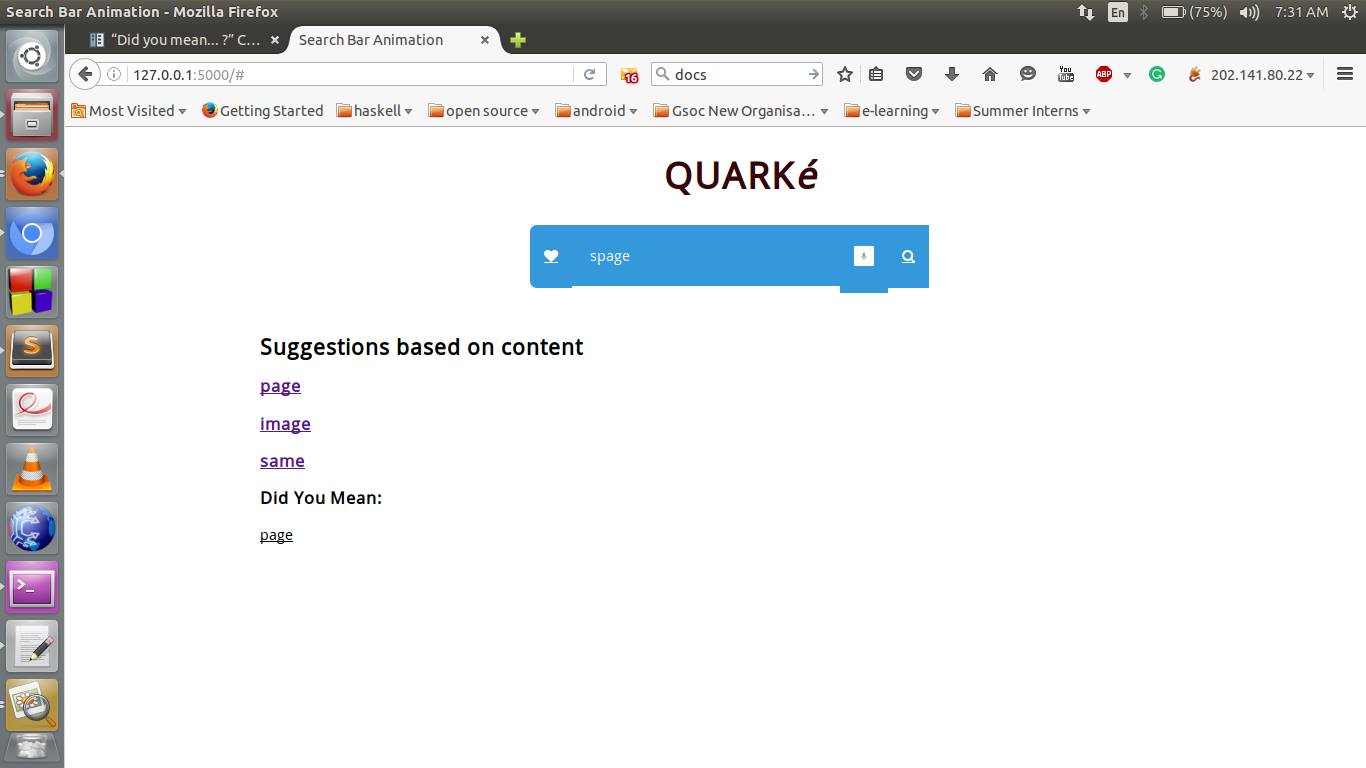 Search Bar Animation - Mozilla Firefox
En
(75%)
7:31 AM
“Did you mean... ?” C...
Search Bar Animation
127.0.0.1:5000/#
16
docs
You
Tube
ABP
202.141.80.22
Most Visited
Getting Started
haskell
open source
android
Gsoc New Organisa...
e-learning
Summer Interns
QUARKé
spage
Suggestions based on content
page
image
same
Did You Mean:
page